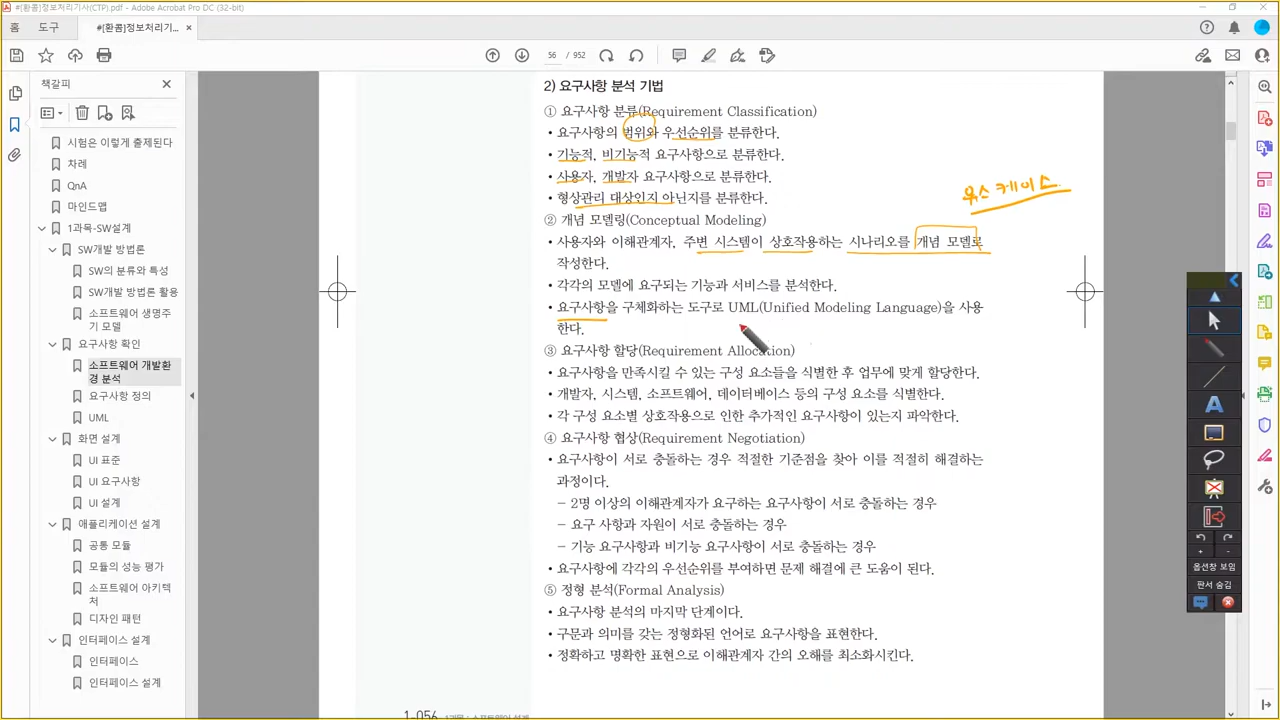 #[환콤]정보처리기사(CTP).pdf - Adobe Acrobat Pro DC (32-bit)
홈 도구 #[환콤]정보처리기... ×
56 / 952
책갈피
시험은 이렇게 출제된다
차례
QnA
마인드맵
1과목-SW설계
SW개발 방법론
SW의 분류와 특성
SW개발 방법론 활용
소프트웨어 생명주
기 모델
요구사항 확인
소프트웨어 개발환
경 분석
요구사항 정의
UML
화면 설계
UI 표준
UI 요구사항
UI 설계
애플리케이션 설계
공통 모듈
모듈의 성능 평가
소프트웨어 아키텍
처
디자인 패턴
인터페이스 설계
인터페이스
인터페이스 설계
2) 요구사항 분석 기법
① 요구사항 분류(Requirement Classification)
• 요구사항의 범위와 우선순위를 분류한다.
• 기능적, 비기능적 요구사항으로 분류한다.
• 사용자, 개발자 요구사항으로 분류한다.
• 형상관리 대상인지 아닌지를 분류한다.
유스케이스
② 개념 모델링(Conceptual Modeling)
• 사용자와 이해관계자, 주변 시스템이 상호작용하는 시나리오를 개념 모델로
작성한다.
• 각각의 모델에 요구되는 기능과 서비스를 분석한다.
• 요구사항을 구체화하는 도구로 UML(Unified Modeling Language)을 사용
한다.
③ 요구사항 할당(Requirement Allocation)
• 요구사항을 만족시킬 수 있는 구성 요소들을 식별한 후 업무에 맞게 할당한다.
• 개발자, 시스템, 소프트웨어, 데이터베이스 등의 구성 요소를 식별한다.
• 각 구성 요소별 상호작용으로 인한 추가적인 요구사항이 있는지 파악한다.
④ 요구사항 협상(Requirement Negotiation)
• 요구사항이 서로 충돌하는 경우 적절한 기준점을 찾아 이를 적절히 해결하는
과정이다.
– 2명 이상의 이해관계자가 요구하는 요구사항이 서로 충돌하는 경우
– 요구 사항과 자원이 서로 충돌하는 경우
– 기능 요구사항과 비기능 요구사항이 서로 충돌하는 경우
• 요구사항에 각각의 우선순위를 부여하면 문제 해결에 큰 도움이 된다.
⑤ 정형 분석(Formal Analysis)
• 요구사항 분석의 마지막 단계이다.
• 구문과 의미를 갖는 정형화된 언어로 요구사항을 표현한다.
• 정확하고 명확한 표현으로 이해관계자 간의 오해를 최소화시킨다.
1-056 1과목 : 소프트웨어 설계
A
옵션창 보임
판서 숨김